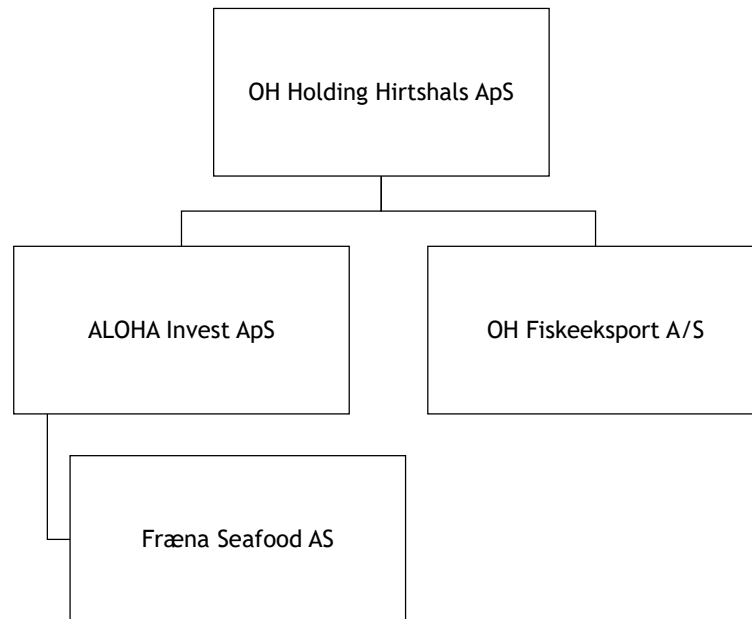 OH Holding Hirtshals ApS
ALOHA Invest ApS
OH Fiskeeksport A/S
Fræna Seafood AS